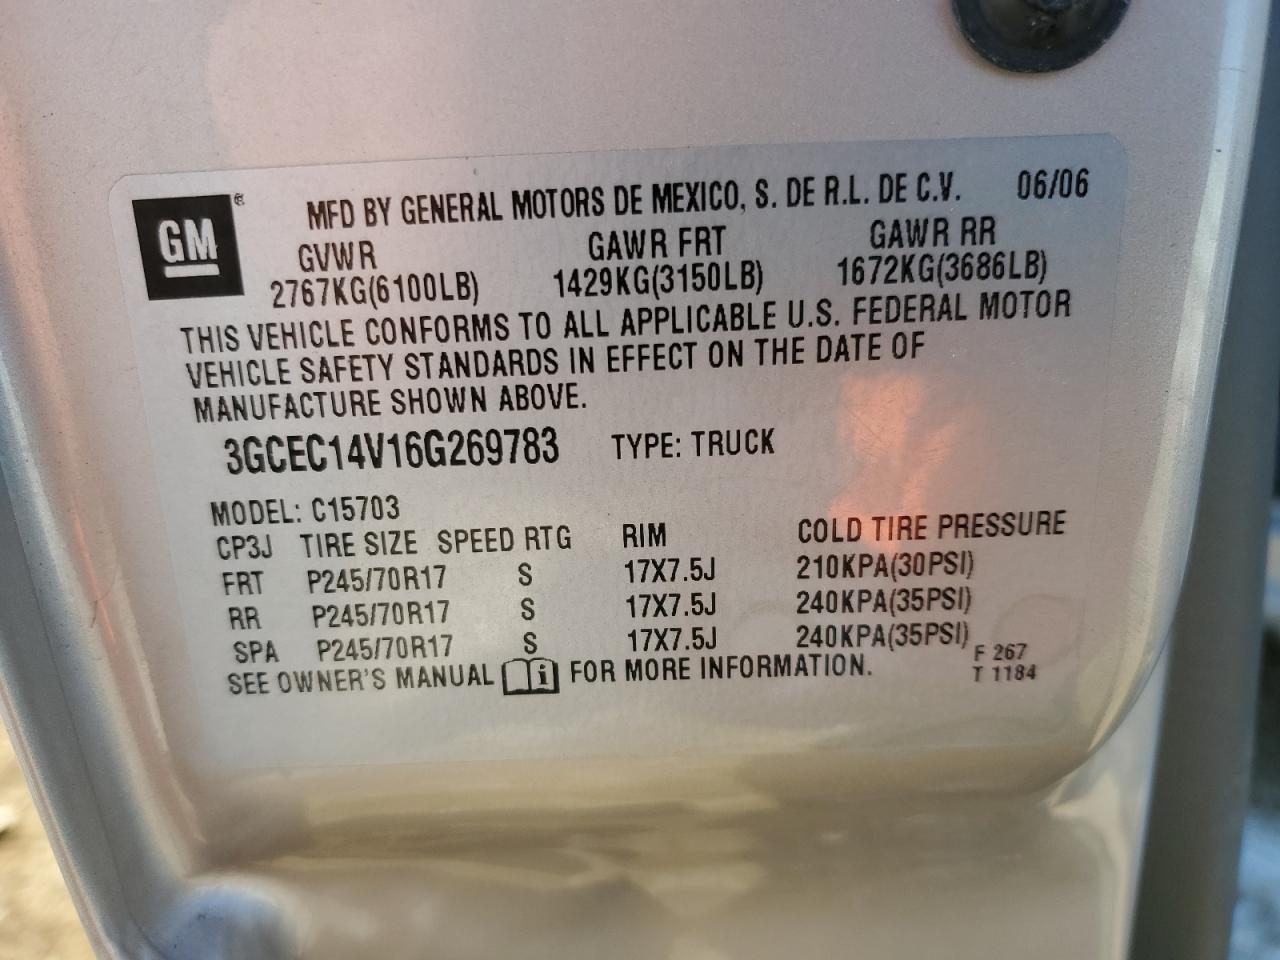 GM ® MFD BY GENERAL MOTORS DE MEXICO, S. DE R.L. DE C.V. 06/06
GVWR GAWR FRT GAWR RR
2767KG(6100LB) 1429KG(3150LB) 1672KG(3686LB)
THIS VEHICLE CONFORMS TO ALL APPLICABLE U.S. FEDERAL MOTOR
VEHICLE SAFETY STANDARDS IN EFFECT ON THE DATE OF
MANUFACTURE SHOWN ABOVE.
3GCEC14V16G269783 TYPE: TRUCK
MODEL: C15703
CP3J TIRE SIZE SPEED RTG RIM COLD TIRE PRESSURE
FRT P245/70R17 S 17X7.5J 210KPA(30PSI)
RR P245/70R17 S 17X7.5J 240KPA(35PSI)
SPA P245/70R17 S 17X7.5J 240KPA(35PSI)
SEE OWNER'S MANUAL i FOR MORE INFORMATION.
F 267
T 1184